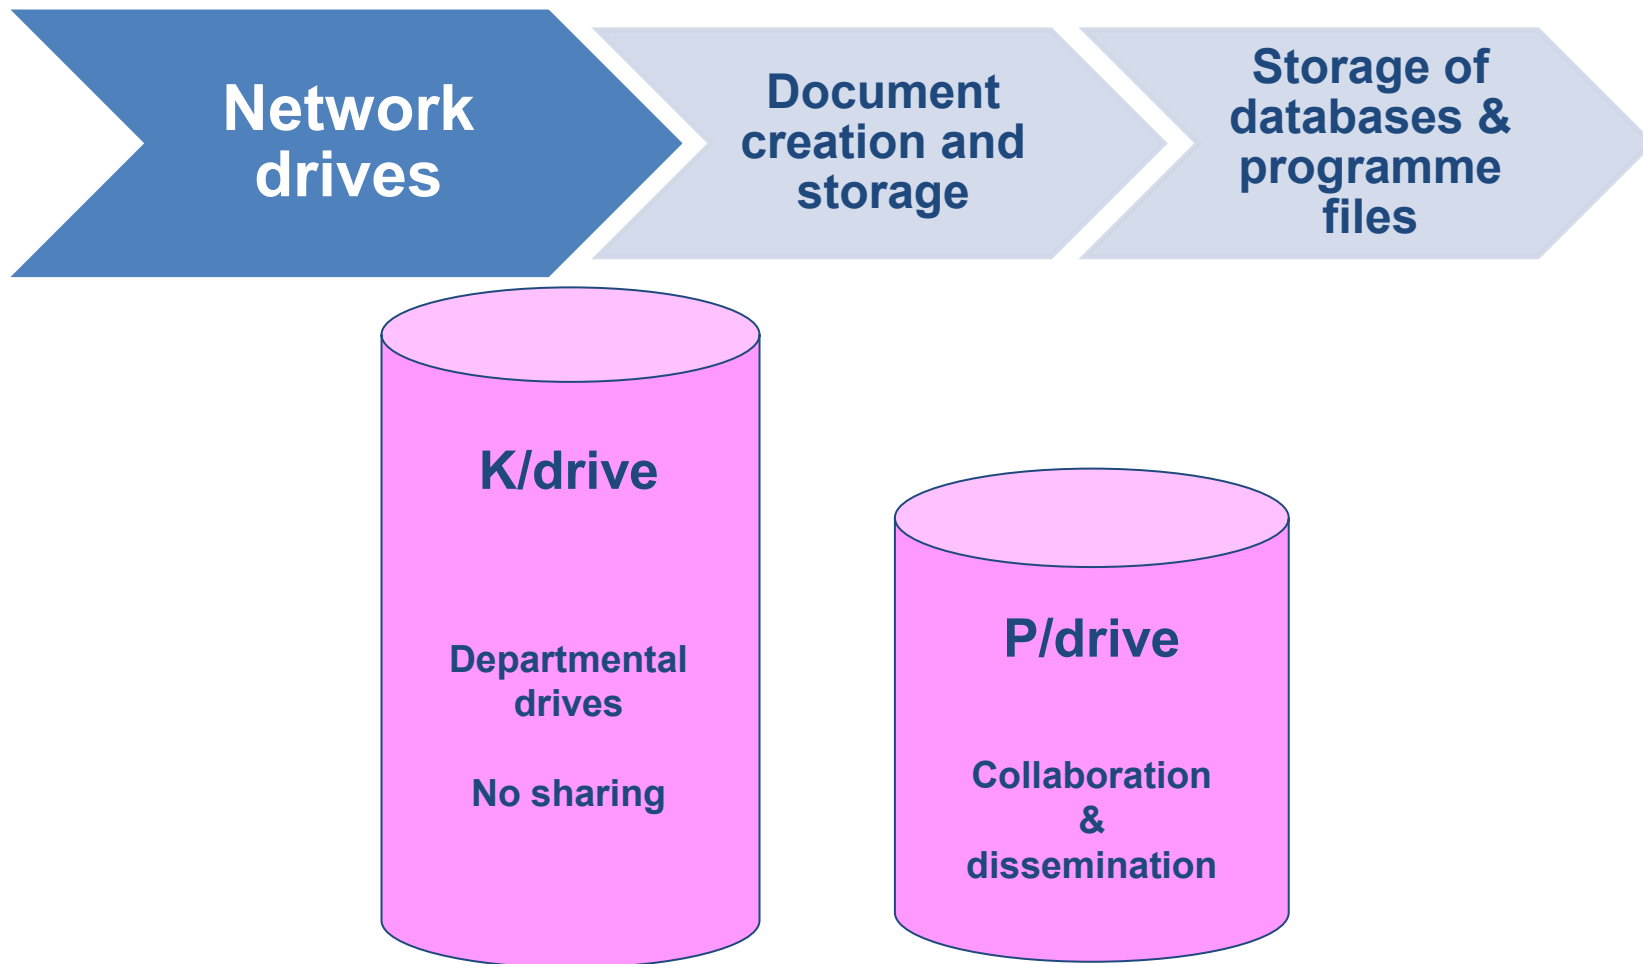 Network
drives
Document
creation and
storage
Storage of
databases &
programme
files
K/drive
Departmental
drives
No sharing
P/drive
Collaboration
&
dissemination